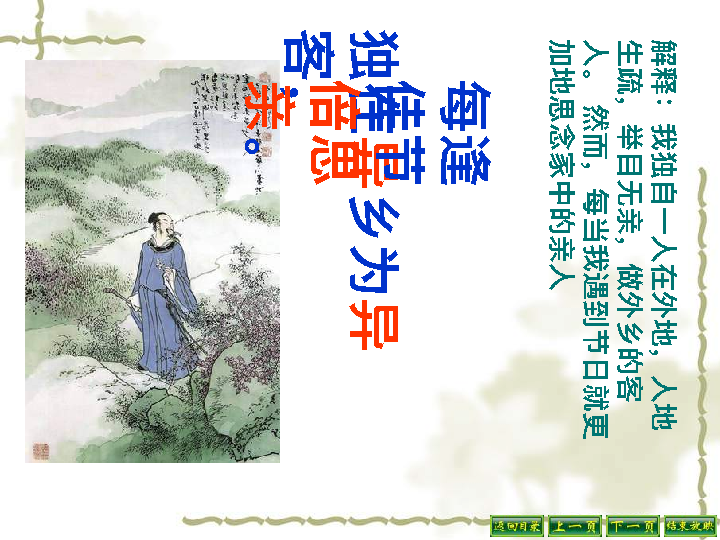 解释：我独自一人在外地，人地
生疏，举目无亲，做外乡的客
人。然而，每当我遇到节日就更
加地思念家中的亲人
独在异乡为异
客，
每逢
佳节
倍思
亲。
返回目录
上一页
下一页
结束放映